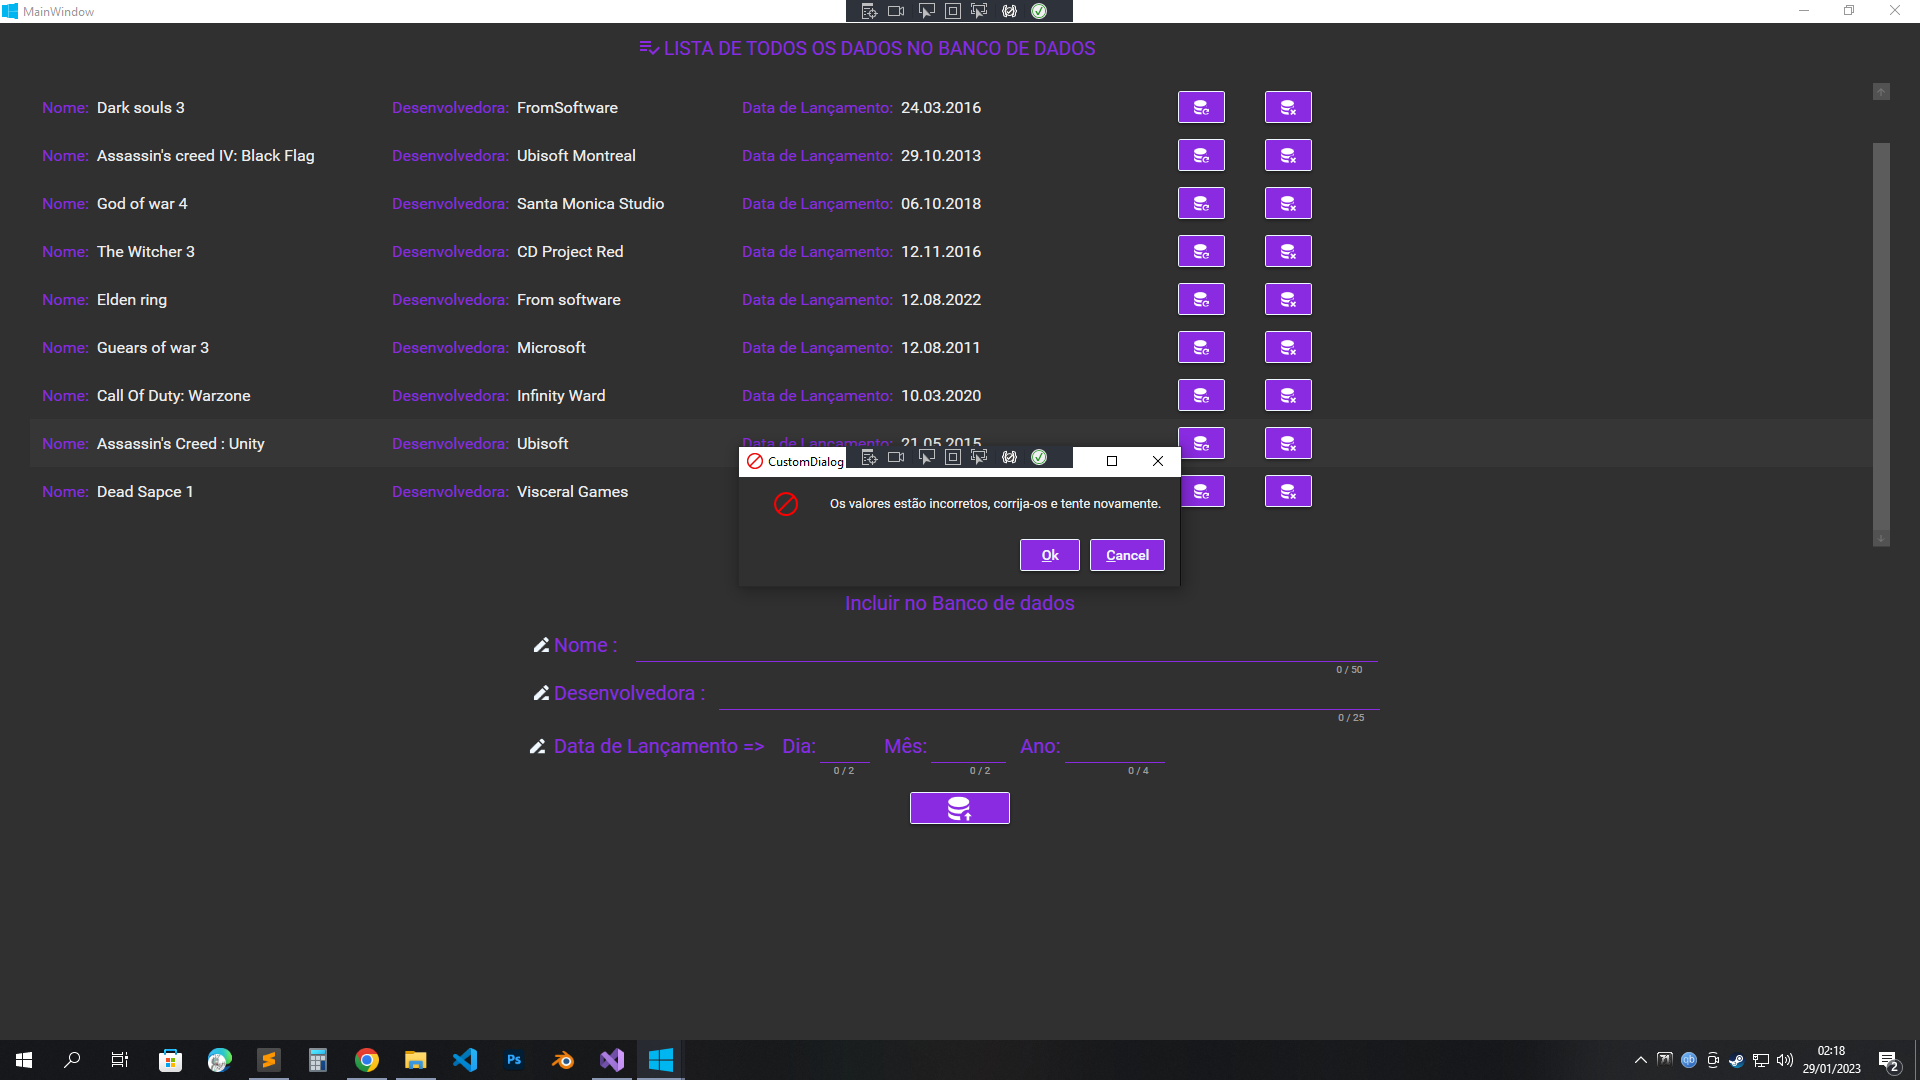 MainWindow
LISTA DE TODOS OS DADOS NO BANCO DE DADOS
Nome: Dark souls 3 Desenvolvedora: FromSoftware Data de Lançamento: 24.03.2016
Nome: Assassin's creed IV: Black Flag Desenvolvedora: Ubisoft Montreal Data de Lançamento: 29.10.2013
Nome: God of war 4 Desenvolvedora: Santa Monica Studio Data de Lançamento: 06.10.2018
Nome: The Witcher 3 Desenvolvedora: CD Project Red Data de Lançamento: 12.11.2016
Nome: Elden ring Desenvolvedora: From software Data de Lançamento: 12.08.2022
Nome: Guears of war 3 Desenvolvedora: Microsoft Data de Lançamento: 12.08.2011
Nome: Call Of Duty: Warzone Desenvolvedora: Infinity Ward Data de Lançamento: 10.03.2020
Nome: Assassin's Creed : Unity Desenvolvedora: Ubisoft Data de Lançamento: 21.05.2015
Nome: Dead Sapce 1 Desenvolvedora: Visceral Games
CustomDialog
Os valores estão incorretos, corrija-os e tente novamente.
Ok Cancel
Incluir no Banco de dados
Nome :
0 / 50
Desenvolvedora :
0 / 25
Data de Lançamento => Dia: Mês: Ano:
0 / 2 0 / 2 0 / 4
Ps
qb
02:18
29/01/2023
2